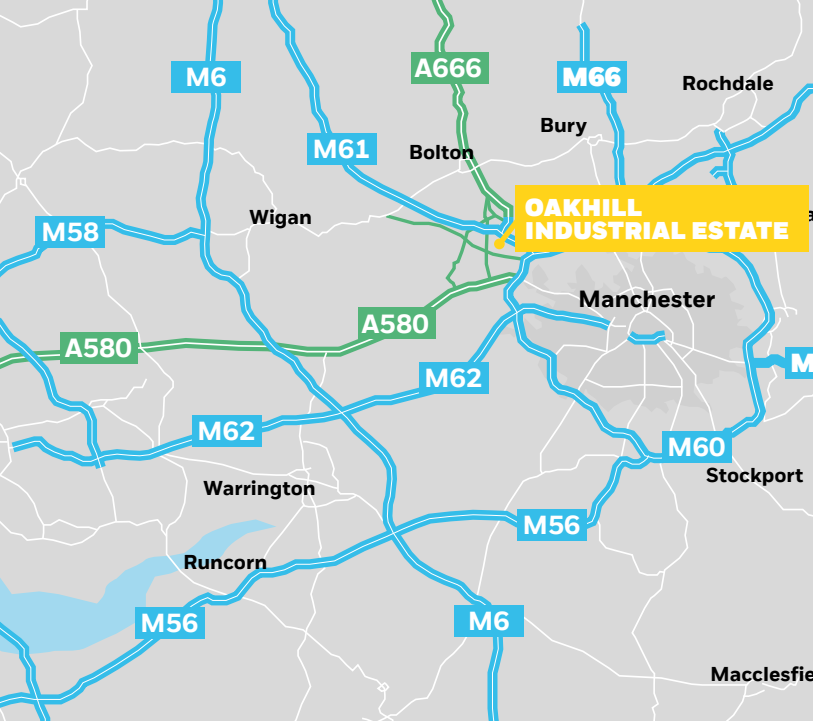 A666
M6
M66
Rochdale
Bury
M61
Bolton
OAKHILL
INDUSTRIAL ESTATE
Wigan
M58
Manchester
A580
A580
M62
M62
M60
Stockport
Warrington
M56
Runcorn
M56
M6